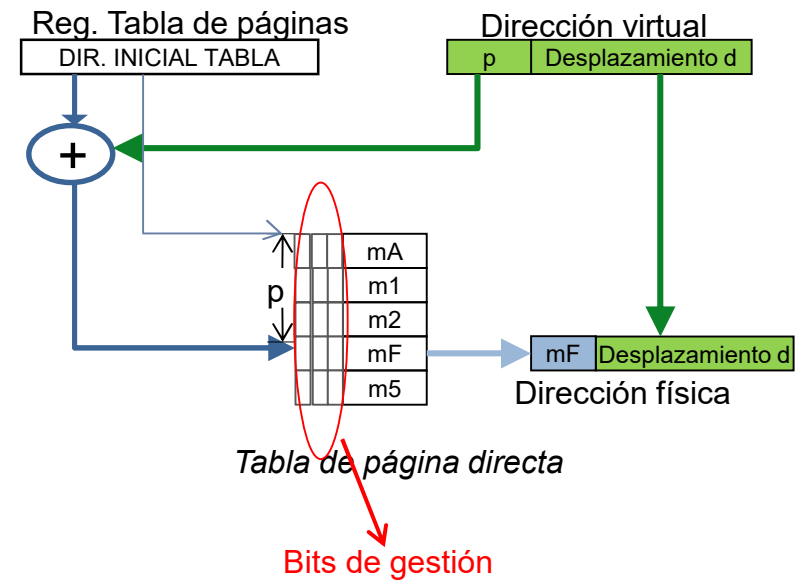 Reg. Tabla de páginas
DIR. INICIAL TABLA
Dirección virtual
p Desplazamiento d
+
p
mA
m1
m2
mF
m5
mF Desplazamiento d
Dirección física
Tabla de página directa
Bits de gestión